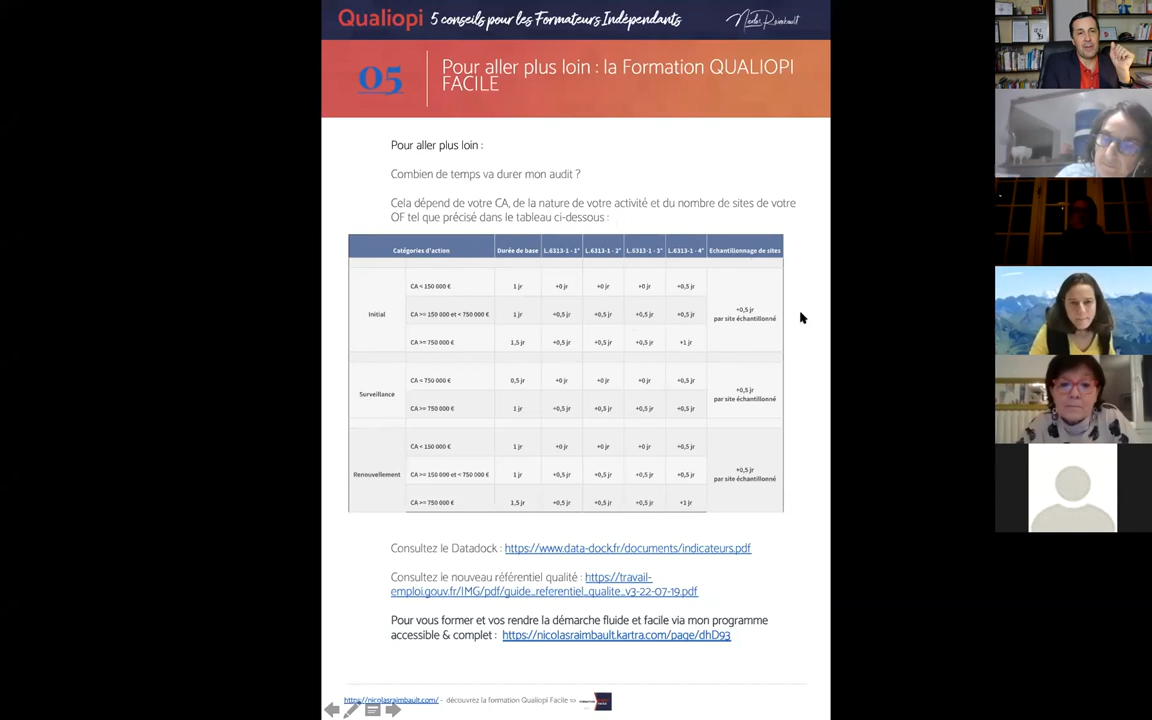 Qualiopi 5 conseils pour les Formateurs Indépendants Nicolas Raimbault
05 Pour aller plus loin : la Formation QUALIOPI
FACILE
Pour aller plus loin :
Combien de temps va durer mon audit ?
Cela dépend de votre CA, de la nature de votre activité et du nombre de sites de votre
OF tel que précisé dans le tableau ci-dessous :
Catégories d'action Durée de base L.6313-1 - 1° L.6313-1 - 2° L.6313-1 - 3° L.6313-1 - 4° Echantillonnage de sites
CA < 150 000 € 1 jr +0 jr +0 jr +0 jr +0,5 jr
Initial CA >= 150 000 et < 750 000 € 1 jr +0,5 jr +0,5 jr +0,5 jr +0,5 jr +0,5 jr
par site échantillonné
CA >= 750 000 € 1,5 jr +0,5 jr +0,5 jr +0,5 jr +1 jr
CA < 750 000 € 0,5 jr +0 jr +0 jr +0 jr +0,5 jr
Surveillance +0,5 jr
par site échantillonné
CA >= 750 000 € 1 jr +0,5 jr +0,5 jr +0,5 jr +0,5 jr
CA < 150 000 € 1 jr +0 jr +0 jr +0 jr +0,5 jr
Renouvellement CA >= 150 000 et < 750 000 € 1 jr +0,5 jr +0,5 jr +0,5 jr +0,5 jr +0,5 jr
par site échantillonné
CA >= 750 000 € 1,5 jr +0,5 jr +0,5 jr +0,5 jr +1 jr
Consultez le Datadock : https://www.data-dock.fr/documents/indicateurs.pdf
Consultez le nouveau référentiel qualité : https://travail-
emploi.gouv.fr/IMG/pdf/guide_referentiel_qualite_v3-22-07-19.pdf
Pour vous former et vos rendre la démarche fluide et facile via mon programme
accessible & complet : https://nicolasraimbault.kartra.com/page/dhD93
https://nicolasraimbault.com/ - découvrez la formation Qualiopi Facile =>